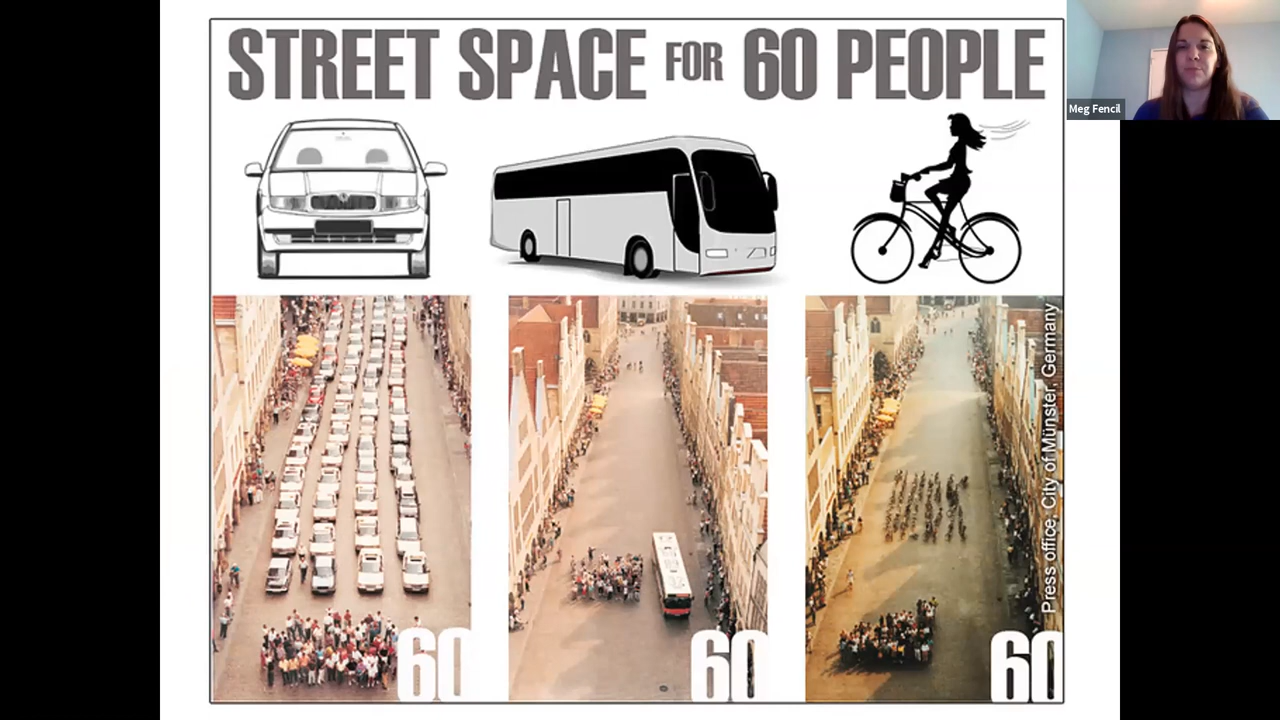 STREET SPACE FOR 60 PEOPLE
Meg Fencil
Press office, City of Münster, Germany
60
60
60